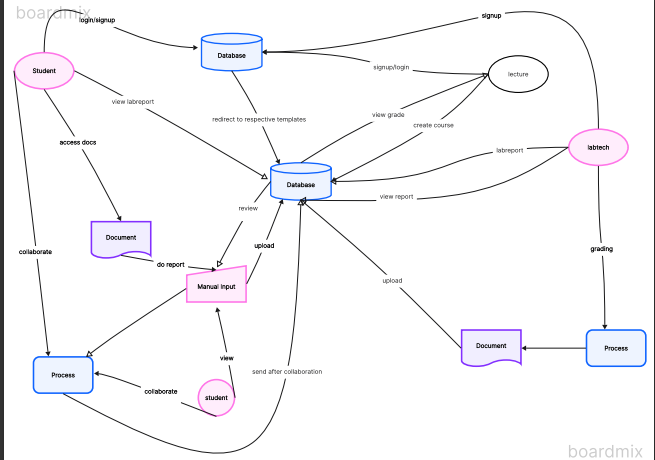 boardmix
login/signup
signup
Database
signup/login
Student
lecture
view labreport
view grade
redirect to respective templates
create course
access docs
labreport
labtech
Database
view report
review
Document
upload
collaborate
do report
grading
upload
Manual input
Document
Process
view
send after collaboration
Process
collaborate
student
boardmix